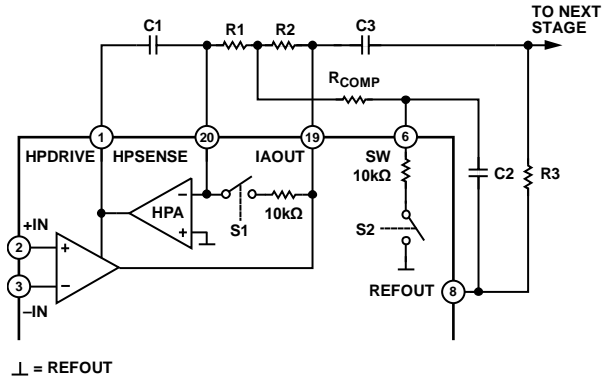 TO NEXT
STAGE
C1
R1
R2
C3
RCOMP
1
20
19
6
HPDRIVE
HPSENSE
IAOUT
SW
10kΩ
C2
R3
HPA
–
+
S1
10kΩ
S2
+IN
2
+
3
–
–IN
REFOUT
8
= REFOUT